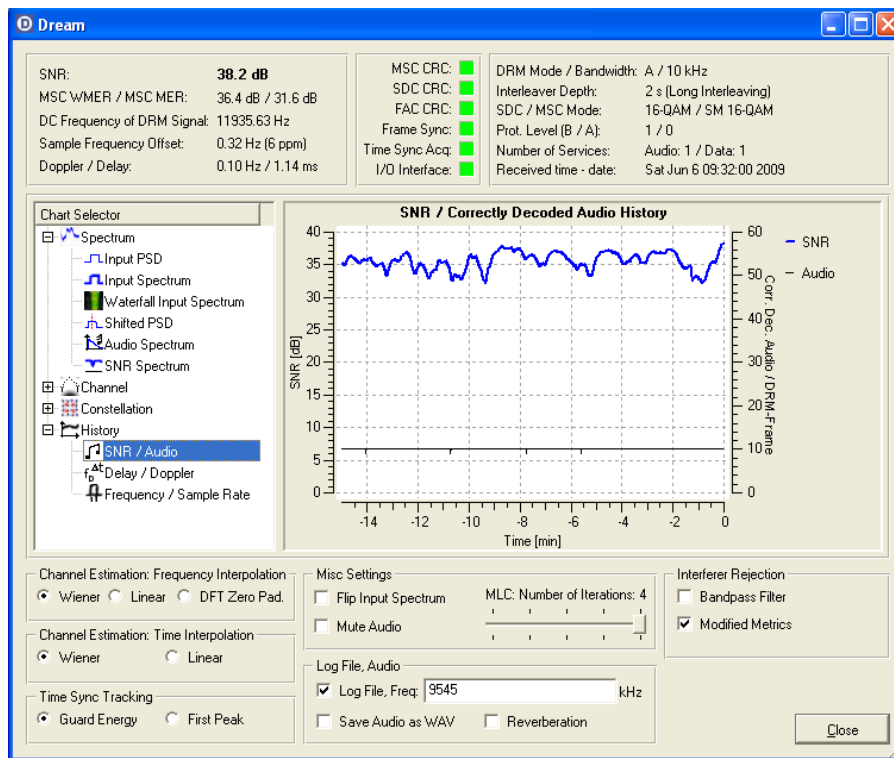 Dream
SNR: 38.2 dB
MSC WMER / MSC MER: 36.4 dB / 31.6 dB
DC Frequency of DRM Signal: 11935.63 Hz
Sample Frequency Offset: 0.32 Hz (6 ppm)
Doppler / Delay: 0.10 Hz / 1.14 ms
MSC CRC:
SDC CRC:
FAC CRC:
Frame Sync:
Time Sync Acq:
I/O Interface:
DRM Mode / Bandwidth: A / 10 kHz
Interleaver Depth: 2 s (Long Interleaving)
SDC / MSC Mode: 16-QAM / SM 16-QAM
Prot. Level (B / A): 1 / 0
Number of Services: Audio: 1 / Data: 1
Received time - date: Sat Jun 6 09:32:00 2009
Chart Selector
Spectrum
Input PSD
Input Spectrum
Waterfall Input Spectrum
Shifted PSD
Audio Spectrum
SNR Spectrum
Channel
Constellation
History
SNR / Audio
Delay / Doppler
Frequency / Sample Rate
SNR / Correctly Decoded Audio History
40
35
30
25
20
15
10
5
0
SNR [dB]
60
50
40
30
20
10
0
Corr. Dec. Audio / DRM-Frame
SNR
Audio
-14 -12 -10 -8 -6 -4 -2 0
Time [min]
Channel Estimation: Frequency Interpolation
Wiener Linear DFT Zero Pad.
Channel Estimation: Time Interpolation
Wiener Linear
Time Sync Tracking
Guard Energy First Peak
Misc Settings
Flip Input Spectrum
Mute Audio
MLC: Number of Iterations: 4
Log File, Audio
Log File, Freq: 9545 kHz
Save Audio as WAV Reverberation
Interferer Rejection
Bandpass Filter
Modified Metrics
Close